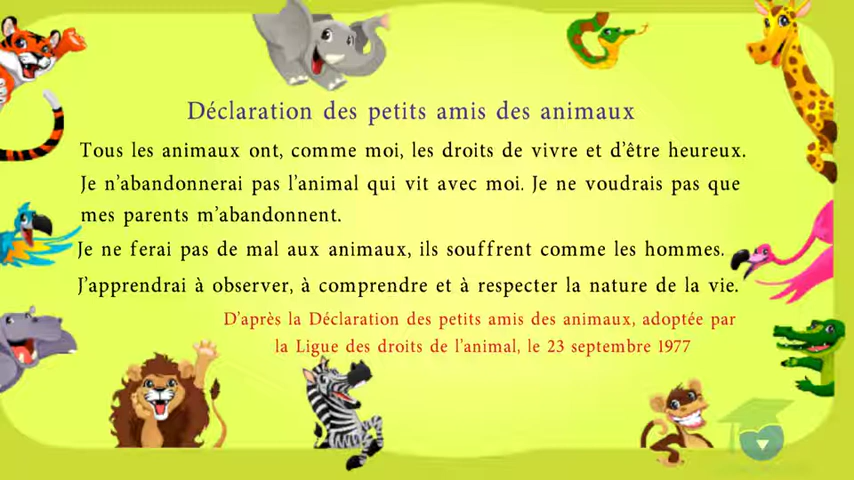 Déclaration des petits amis des animaux
Tous les animaux ont, comme moi, les droits de vivre et d'être heureux.
Je n'abandonnerai pas l'animal qui vit avec moi. Je ne voudrais pas que
mes parents m'abandonnent.
Je ne ferai pas de mal aux animaux, ils souffrent comme les hommes.
J'apprendrai à observer, à comprendre et à respecter la nature de la vie.
D'après la Déclaration des petits amis des animaux, adoptée par
la Ligue des droits de l'animal, le 23 septembre 1977